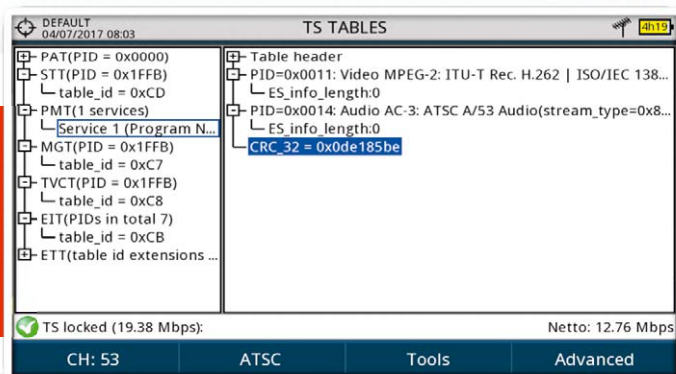 DEFAULT
04/07/2017 08:03
TS TABLES
4h19
PAT(PID = 0x0000)
STT(PID = 0x1FFB)
table_id = 0xCD
PMT(1 services)
Service 1 (Program N...
MGT(PID = 0x1FFB)
table_id = 0xC7
TVCT(PID = 0x1FFB)
table_id = 0xC8
EIT(PIDs in total 7)
table_id = 0xCB
ETT(table id extensions ...
Table header
PID=0x0011: Video MPEG-2: ITU-T Rec. H.262 | ISO/IEC 138...
ES_info_length:0
PID=0x0014: Audio AC-3: ATSC A/53 Audio(stream_type=0x8...
ES_info_length:0
CRC_32 = 0x0de185be
TS locked (19.38 Mbps):
Netto: 12.76 Mbps
CH: 53
ATSC
Tools
Advanced